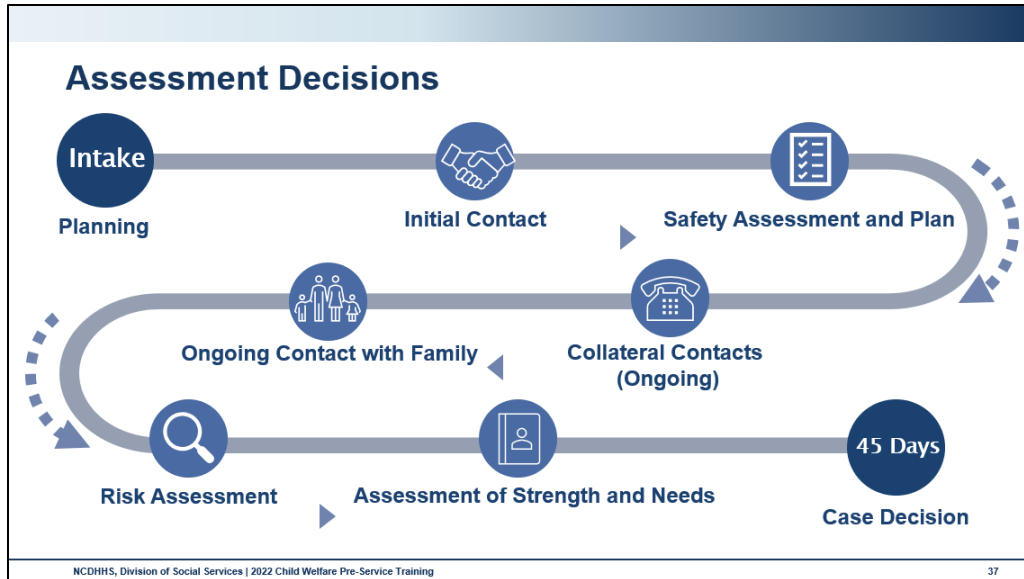 Assessment Decisions
Intake
Planning
Initial Contact
Safety Assessment and Plan
Collateral Contacts
(Ongoing)
Ongoing Contact with Family
Risk Assessment
Assessment of Strength and Needs
45 Days
Case Decision
NCDHHS, Division of Social Services | 2022 Child Welfare Pre-Service Training
37